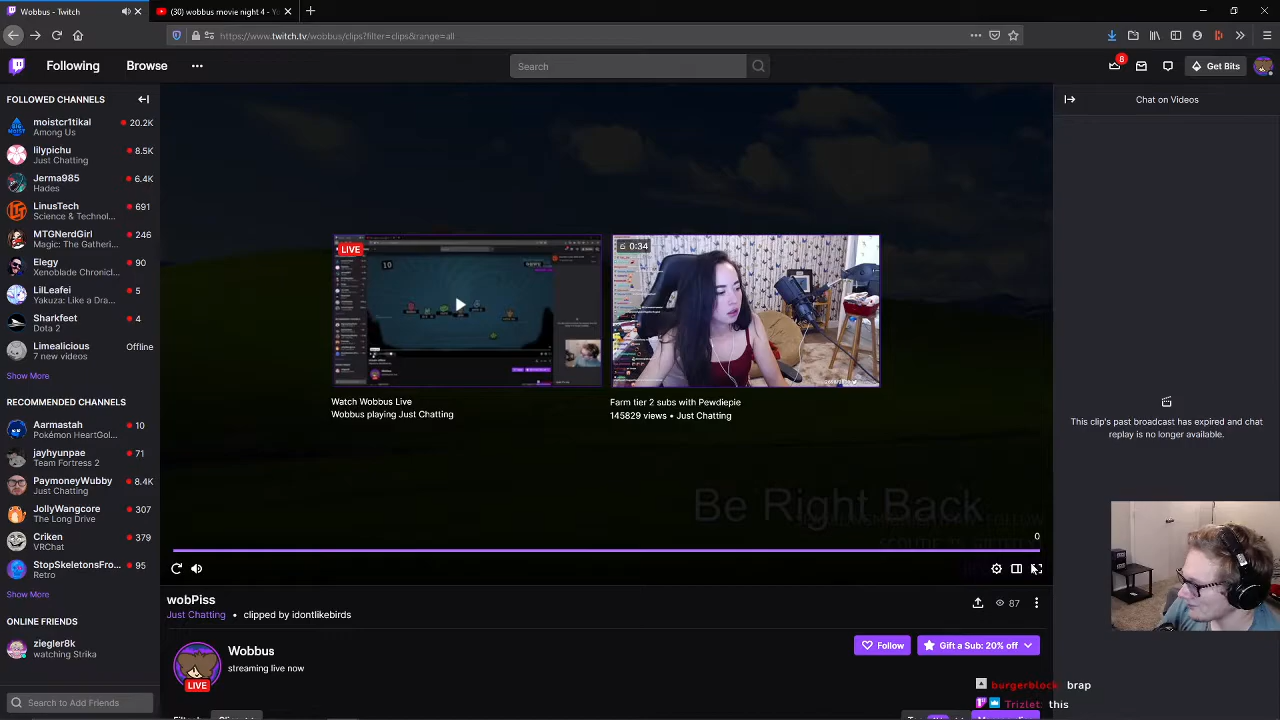 Wobbus - Twitch
(30) wobbus movie night 4 - Yo
https://www.twitch.tv/wobbus/clips?filter=clips&range=all
Following
Browse
Search
8
Get Bits
FOLLOWED CHANNELS
moistcr1tikal
20.2K
Among Us
lilypichu
8.5K
Just Chatting
Jerma985
6.4K
Hades
LinusTech
691
Science & Technol...
MTGNerdGirl
246
Magic: The Gatheri...
Elegy
90
Xenoblade: Chronicl...
LilLeafei
5
Yakuza: Like a Dra...
Sharkfeet
4
Dota 2
Limealicious
Offline
7 new videos
Show More
RECOMMENDED CHANNELS
Aarmastah
10
Pokémon HeartGol...
jayhyunpae
71
Team Fortress 2
PaymoneyWubby
8.4K
Just Chatting
JollyWangcore
307
The Long Drive
Criken
379
VRChat
StopSkeletonsFro...
95
Retro
Show More
ONLINE FRIENDS
ziegler8k
watching Strika
Search to Add Friends
LIVE
10
Watch Wobbus Live
Wobbus playing Just Chatting
0:34
Farm tier 2 subs with Pewdiepie
145829 views • Just Chatting
Be Right Back
0
wobPiss
Just Chatting • clipped by idontlikebirds
87
Wobbus
streaming live now
LIVE
Follow
Gift a Sub: 20% off
Chat on Videos
This clip's past broadcast has expired and chat
replay is no longer available.
burgerblock brap
Trizlet: this